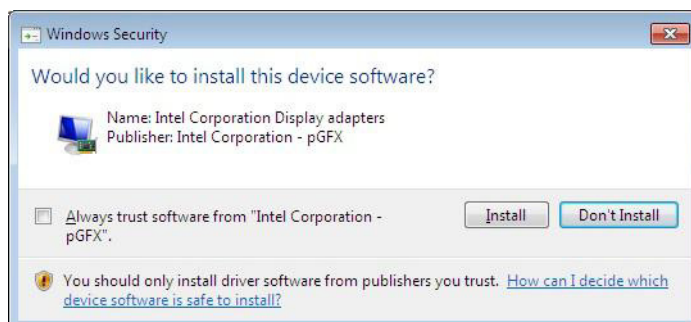 Windows Security
Would you like to install this device software?
Name: Intel Corporation Display adapters
Publisher: Intel Corporation - pGFX
Always trust software from "Intel Corporation -
pGFX".
Install
Don't Install
You should only install driver software from publishers you trust. How can I decide which
device software is safe to install?